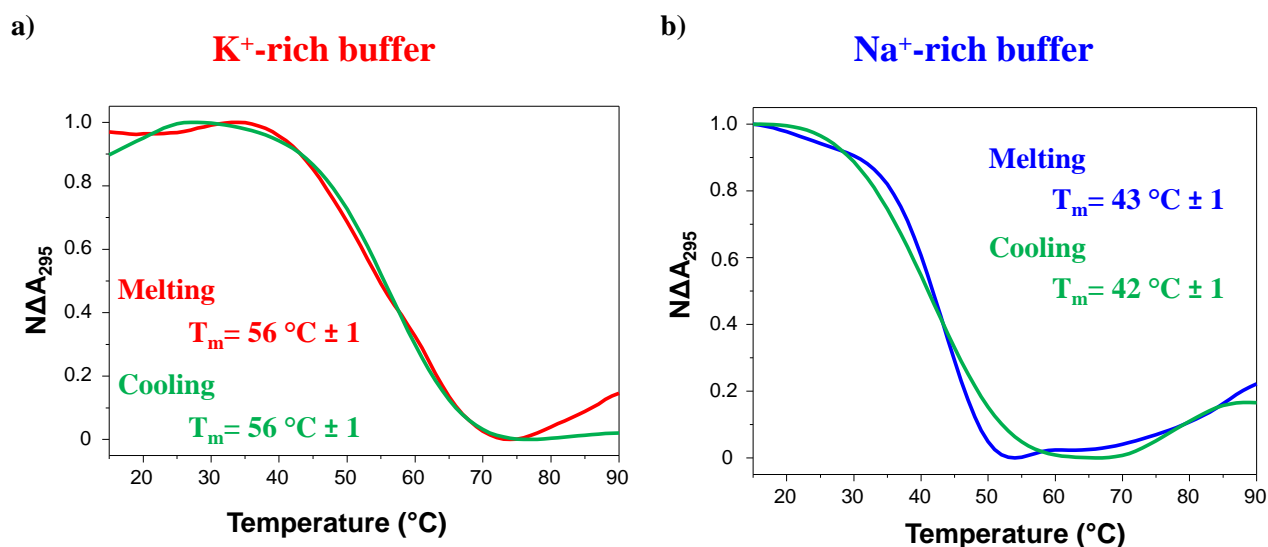 a)
K⁺-rich buffer
1.0
0.8
0.6
0.4
0.2
0
NΔA₂₉₅
Melting
Tₘ= 56 °C ± 1
Cooling
Tₘ= 56 °C ± 1
20 30 40 50 60 70 80 90
Temperature (°C)
b)
Na⁺-rich buffer
1.0
0.8
0.6
0.4
0.2
0
NΔA₂₉₅
Melting
Tₘ= 43 °C ± 1
Cooling
Tₘ= 42 °C ± 1
20 30 40 50 60 70 80 90
Temperature (°C)